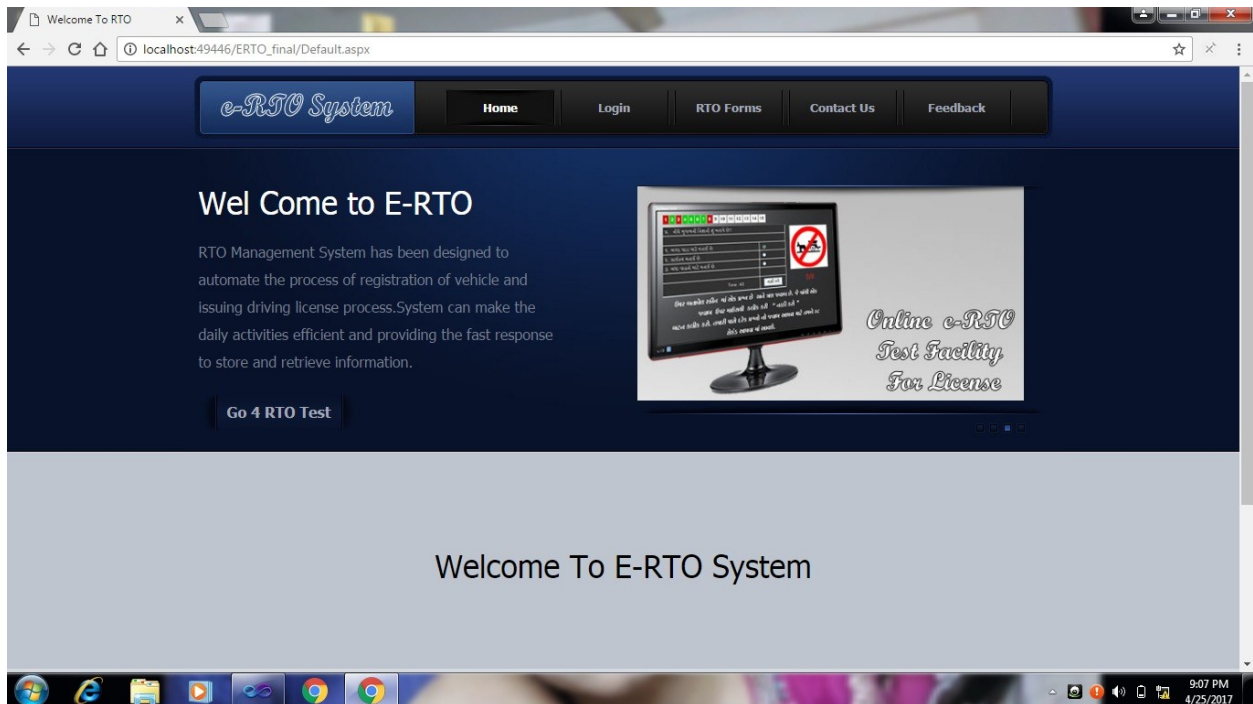 Welcome To RTO
localhost:49446/ERTO_final/Default.aspx
e-RTO System
Home
Login
RTO Forms
Contact Us
Feedback
Wel Come to E-RTO
RTO Management System has been designed to
automate the process of registration of vehicle and
issuing driving license process.System can make the
daily activities efficient and providing the fast response
to store and retrieve information.
Go 4 RTO Test
Online e-RTO
Test Facility
For License
Welcome To E-RTO System
9:07 PM
4/25/2017